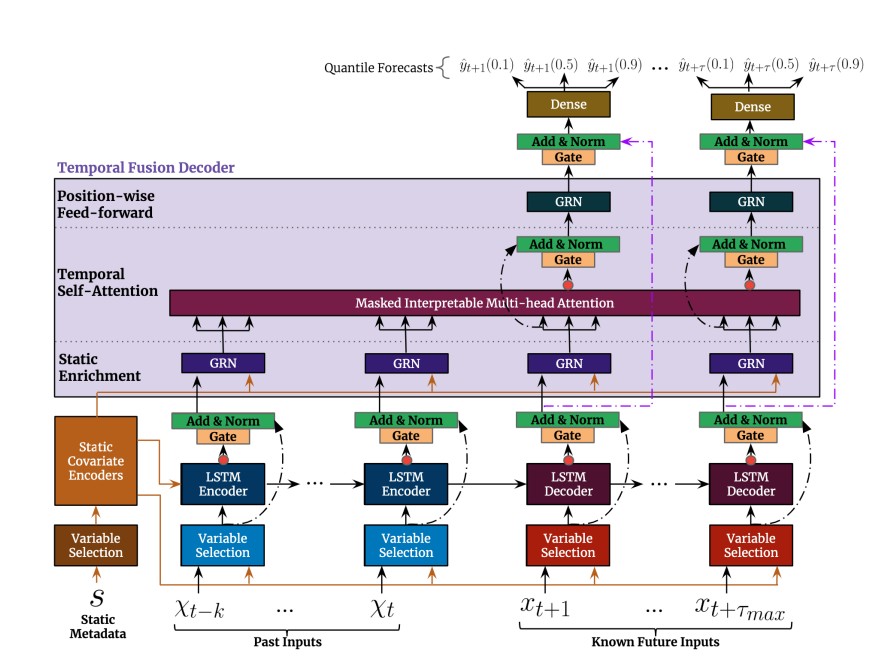 Quantile Forecasts ŷt+1(0.1) ŷt+1(0.5) ŷt+1(0.9) ... ŷt+τ(0.1) ŷt+τ(0.5) ŷt+τ(0.9)
Dense Dense
Add & Norm Add & Norm
Gate Gate
Temporal Fusion Decoder
Position-wise
Feed-forward
GRN GRN
Add & Norm Add & Norm
Gate Gate
Temporal
Self-Attention
Masked Interpretable Multi-head Attention
Static
Enrichment
GRN GRN GRN GRN
Add & Norm Add & Norm Add & Norm Add & Norm
Gate Gate Gate Gate
Static
Covariate
Encoders
LSTM
Encoder
...
LSTM
Encoder
LSTM
Decoder
...
LSTM
Decoder
Variable
Selection
Variable
Selection
Variable
Selection
Variable
Selection
Variable
Selection
s
Static
Metadata
χt−k ... χt xt+1 ... xt+τmax
Past Inputs Known Future Inputs